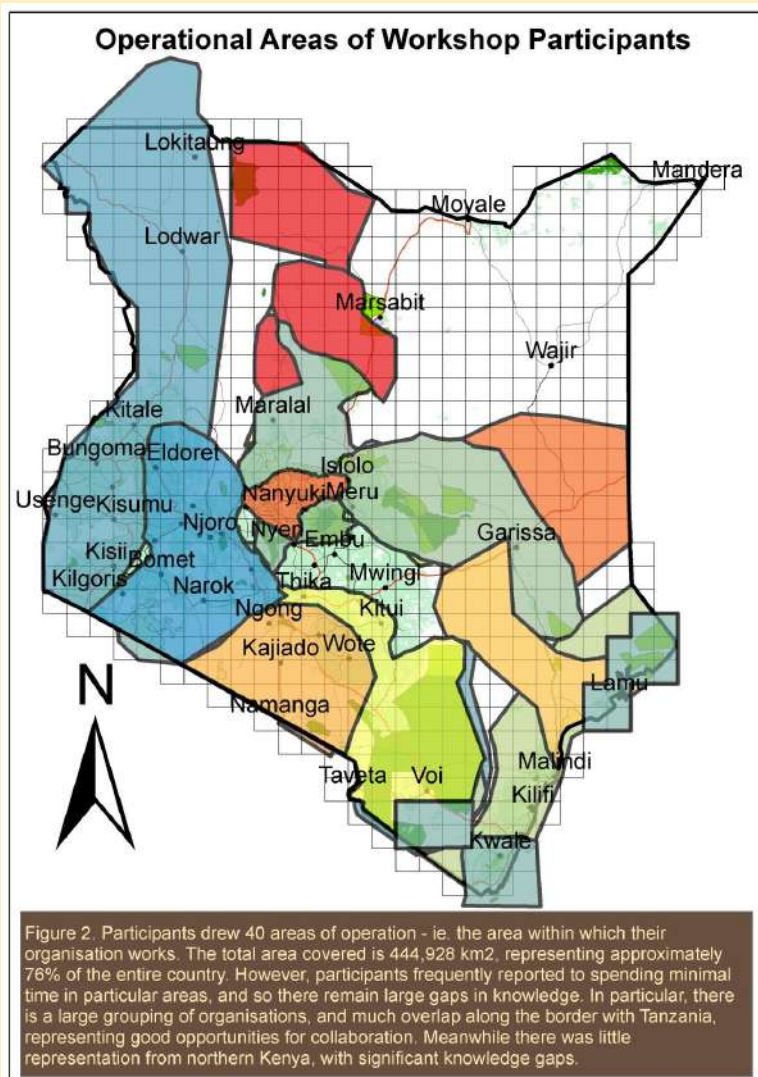 Operational Areas of Workshop Participants
Lokitaung
Mandera
Moyale
Lodwar
Marsabit
Wajir
Kitale
Maralal
Bungoma
Eldoret
Isiolo
Usenge
Kisumu
Nanyuki
Meru
Njoro
Nyeri
Embu
Garissa
Kisii
Bomet
Kilgoris
Narok
Thika
Mwingi
Ngong
Kitui
Kajiado
Wote
Lamu
N
Namanga
Taveta
Voi
Malindi
Kilifi
Kwale
Figure 2. Participants drew 40 areas of operation - ie. the area within which their
organisation works. The total area covered is 444,928 km2, representing approximately
76% of the entire country. However, participants frequently reported to spending minimal
time in particular areas, and so there remain large gaps in knowledge. In particular, there
is a large grouping of organisations, and much overlap along the border with Tanzania,
representing good opportunities for collaboration. Meanwhile there was little
representation from northern Kenya, with significant knowledge gaps.